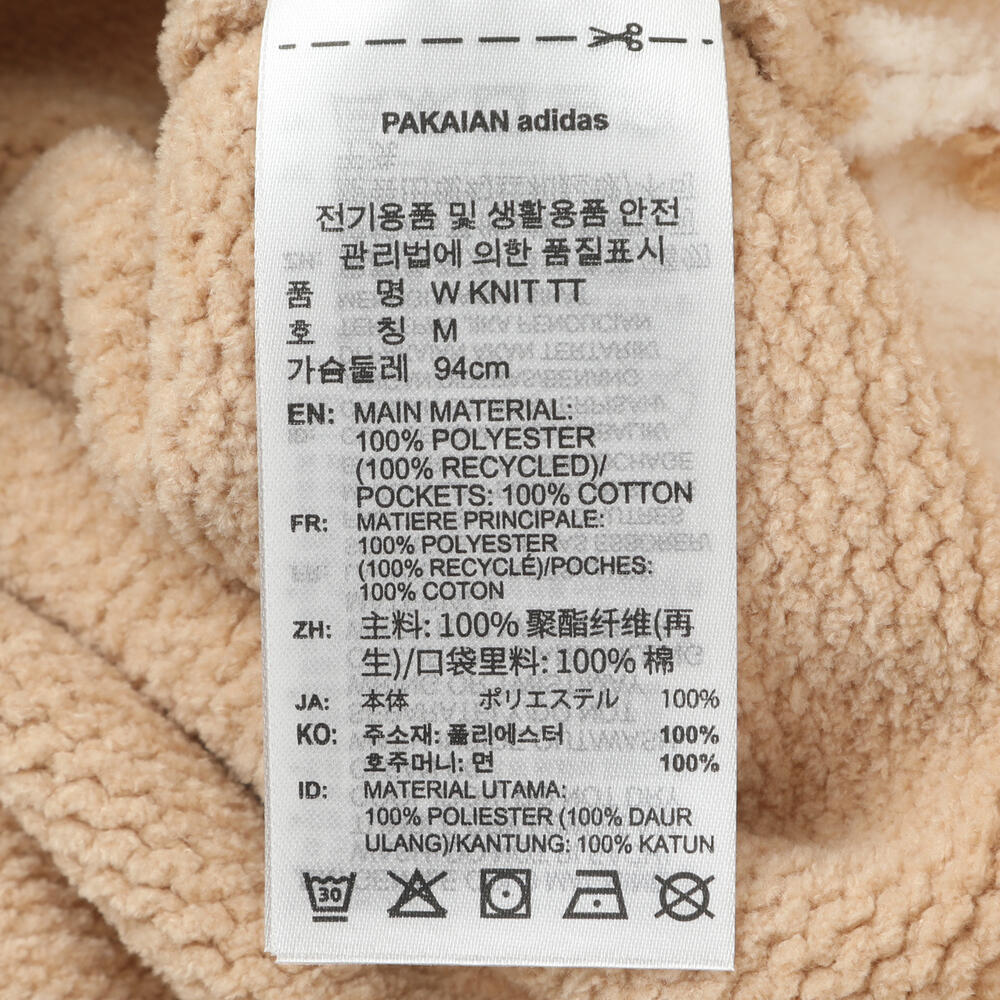 PAKAIAN adidas
전기용품 및 생활용품 안전
관리법에 의한 품질표시
품 명 W KNIT TT
호 칭 M
가슴둘레 94cm
EN: MAIN MATERIAL:
100% POLYESTER
(100% RECYCLED)/
POCKETS: 100% COTTON
FR: MATIERE PRINCIPALE:
100% POLYESTER
(100% RECYCLÉ)/POCHES:
100% COTON
ZH: 主料: 100% 聚酯纤维(再
生)/口袋里料: 100% 棉
JA: 本体 ポリエステル 100%
KO: 주소재: 폴리에스터 100%
호주머니: 면 100%
ID: MATERIAL UTAMA:
100% POLIESTER (100% DAUR
ULANG)/KANTUNG: 100% KATUN
30